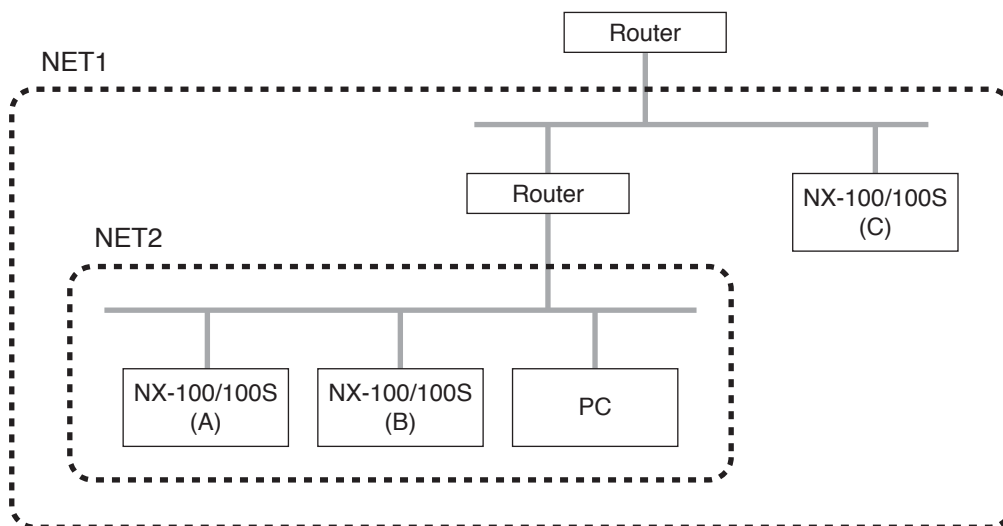 Router
NET1
Router
NX-100/100S
(C)
NET2
NX-100/100S
(A)
NX-100/100S
(B)
PC